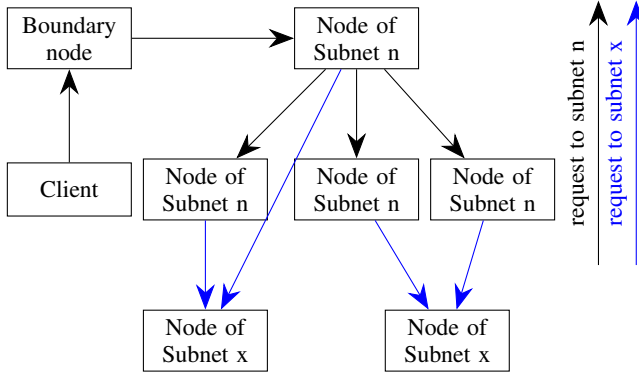 Boundary
node
Node of
Subnet n
Client
Node of
Subnet n
Node of
Subnet n
Node of
Subnet n
Node of
Subnet x
Node of
Subnet x
request to subnet n
request to subnet x